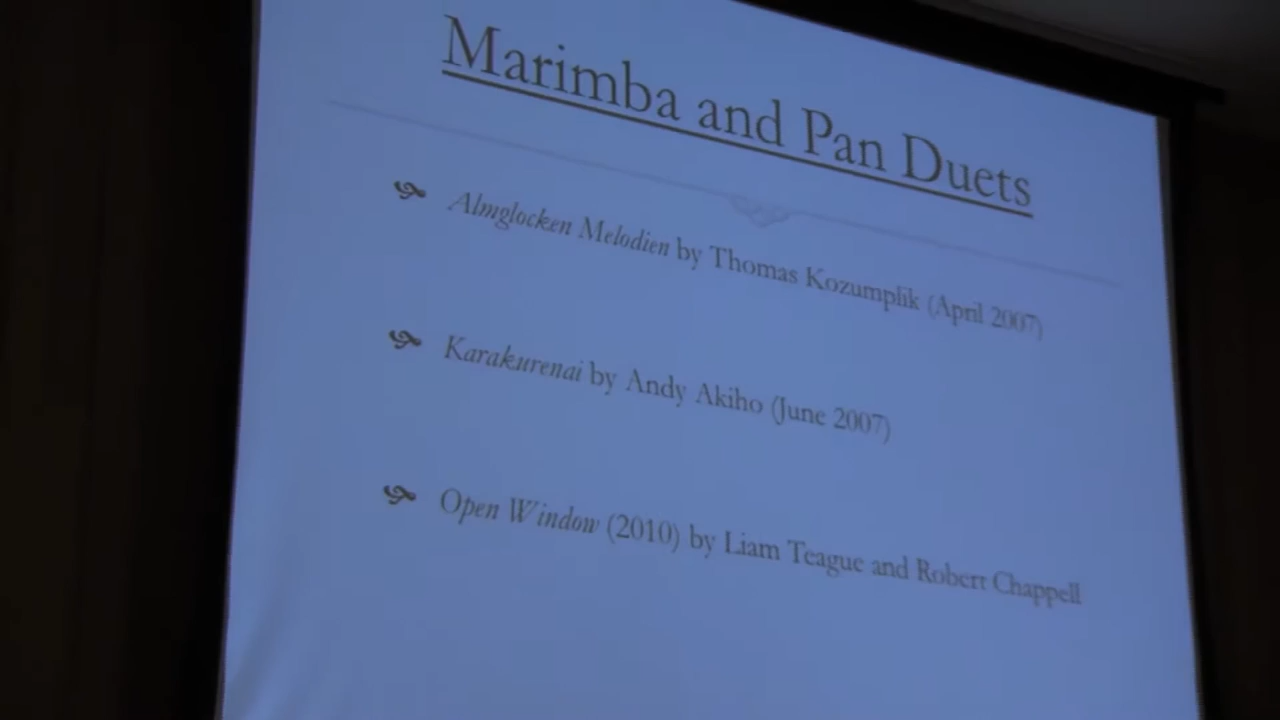 Marimba and Pan Duets
Almglocken Melodien by Thomas Kozumplik (April 2007)
Karakurenai by Andy Akiho (June 2007)
Open Window (2010) by Liam Teague and Robert Chappell